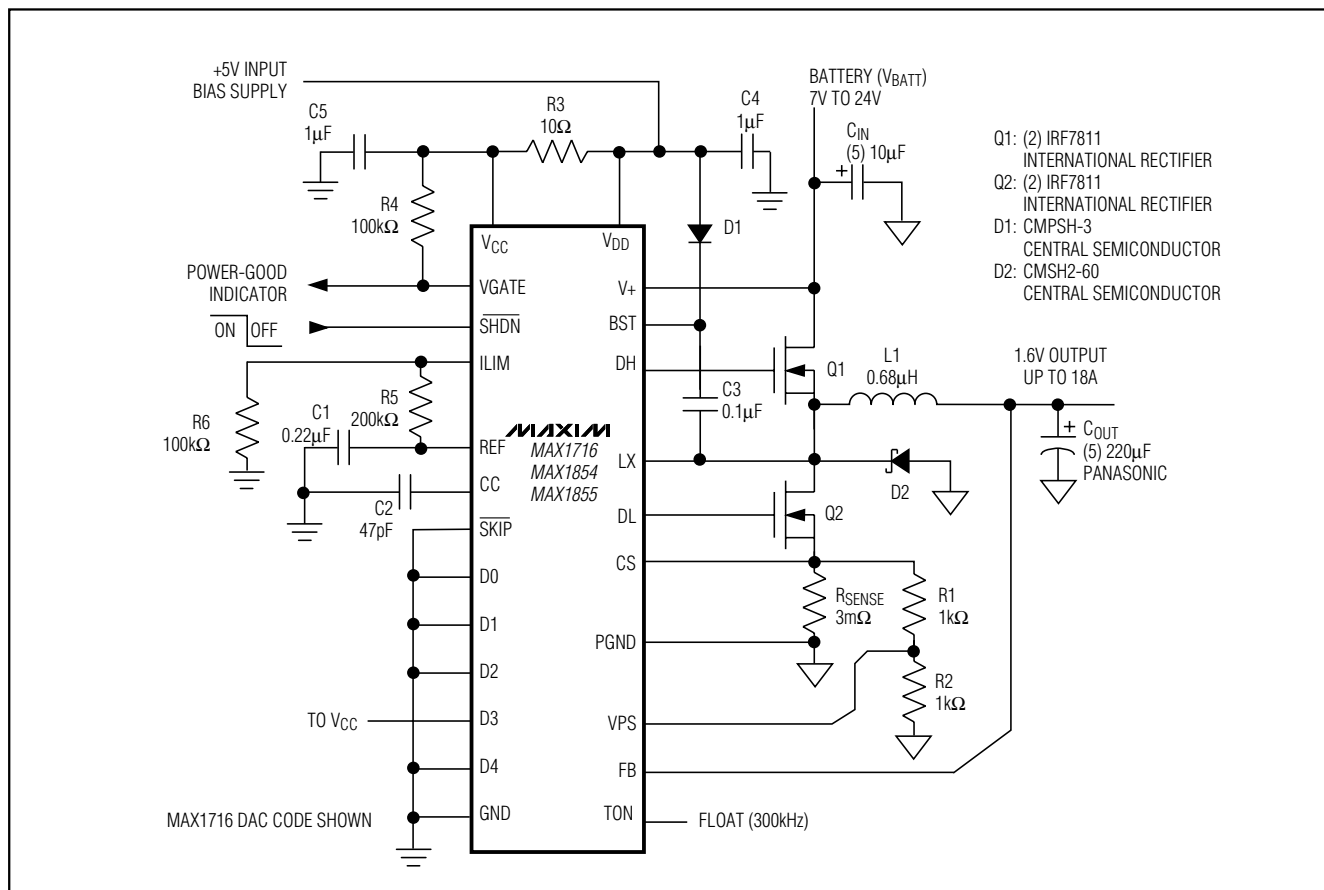 +5V INPUT
BIAS SUPPLY
C5
1μF
R3
10Ω
C4
1μF
BATTERY (VBATT)
7V TO 24V
CIN
(5) 10μF
+
Q1: (2) IRF7811
INTERNATIONAL RECTIFIER
Q2: (2) IRF7811
INTERNATIONAL RECTIFIER
D1: CMPSH-3
CENTRAL SEMICONDUCTOR
D2: CMSH2-60
CENTRAL SEMICONDUCTOR
R4
100kΩ
D1
VCC
VDD
POWER-GOOD
INDICATOR
VGATE
V+
ON OFF
SHDN
BST
ILIM
DH
Q1
L1
0.68μH
1.6V OUTPUT
UP TO 18A
R6
100kΩ
C1
0.22μF
R5
200kΩ
C3
0.1μF
+
COUT
(5) 220μF
PANASONIC
REF
MAXIM
MAX1716
MAX1854
MAX1855
LX
D2
CC
C2
47pF
DL
Q2
SKIP
CS
D0
RSENSE
3mΩ
R1
1kΩ
D1
PGND
D2
R2
1kΩ
TO VCC
D3
VPS
D4
FB
MAX1716 DAC CODE SHOWN
GND
TON
FLOAT (300kHz)